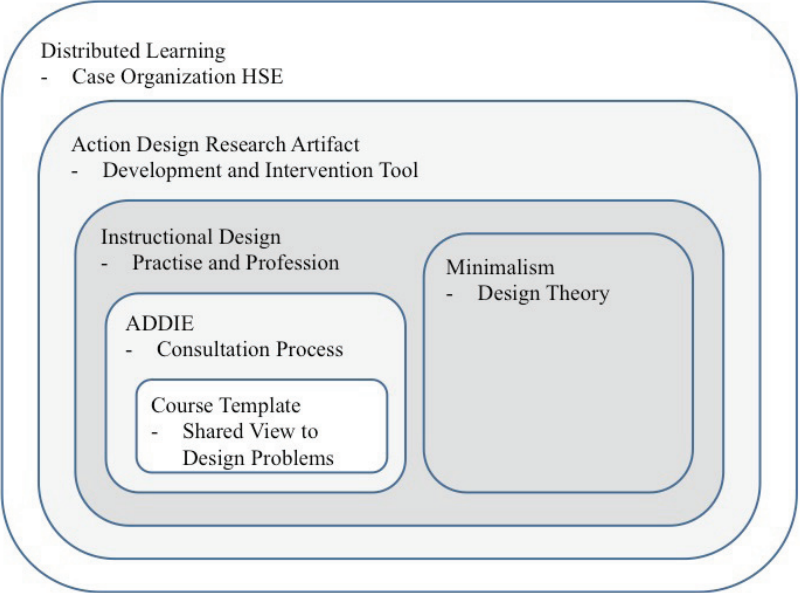 Distributed Learning
- Case Organization HSE
Action Design Research Artifact
- Development and Intervention Tool
Instructional Design
- Practise and Profession
Minimalism
- Design Theory
ADDIE
- Consultation Process
Course Template
- Shared View to
Design Problems